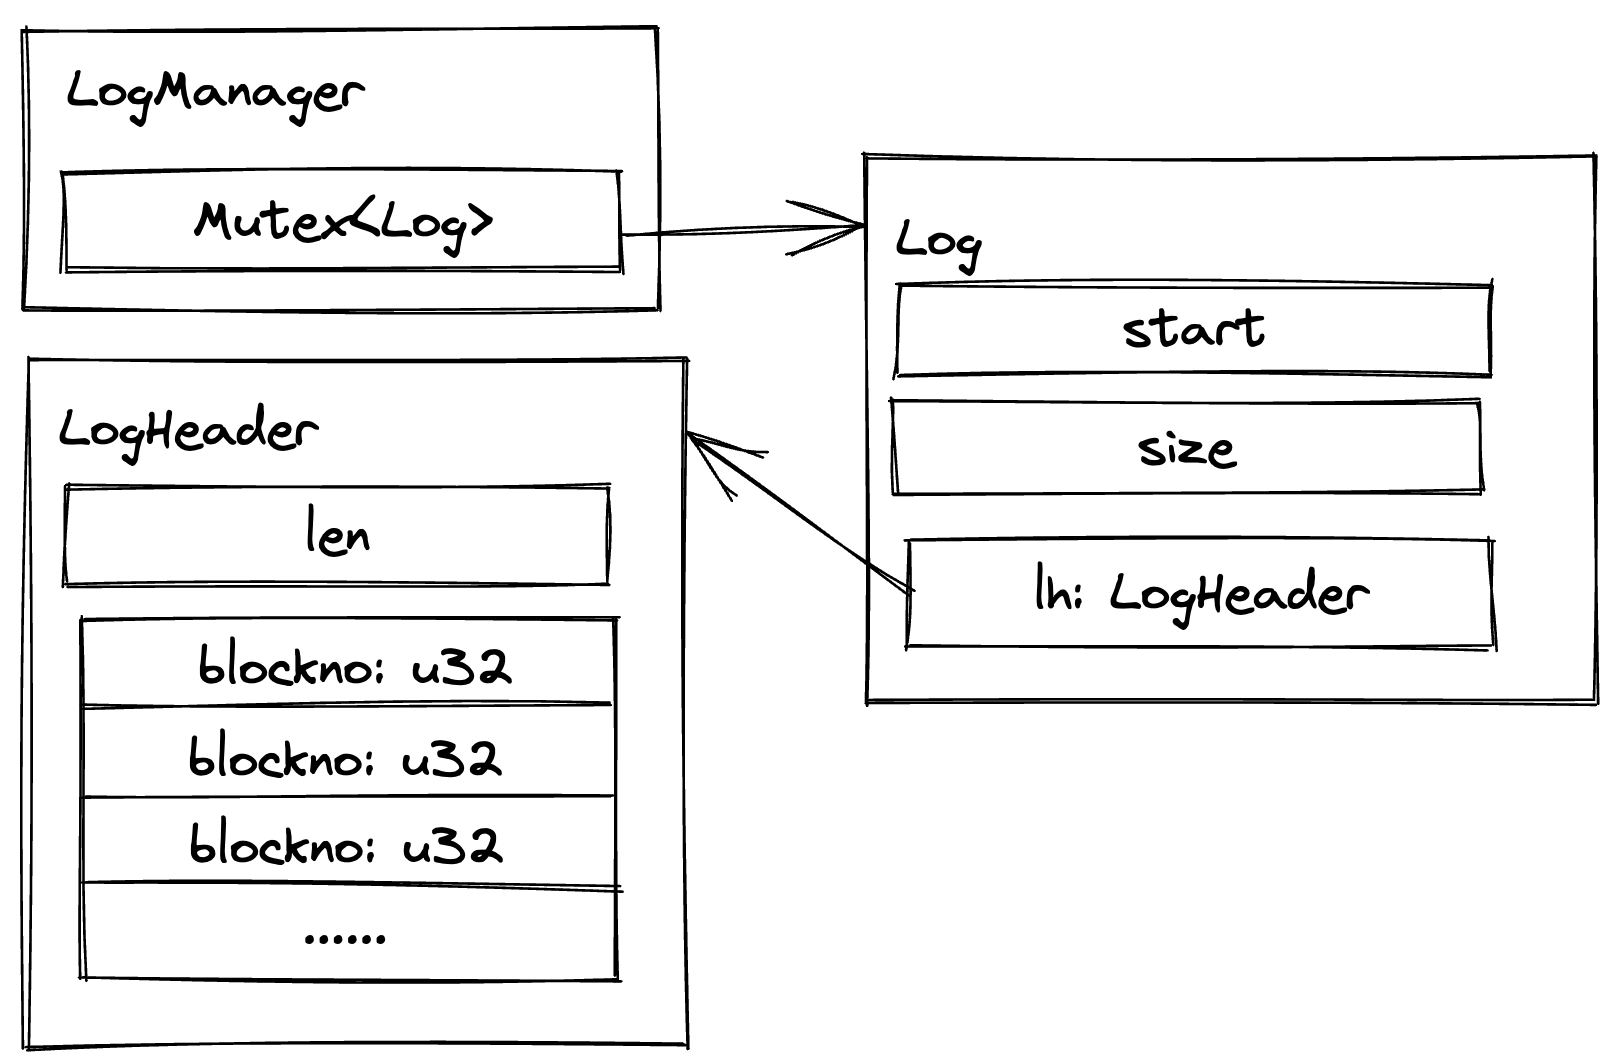 LogManager
Mutex<Log>
Log
start
size
lh: LogHeader
LogHeader
len
blockno: u32
blockno: u32
blockno: u32
......